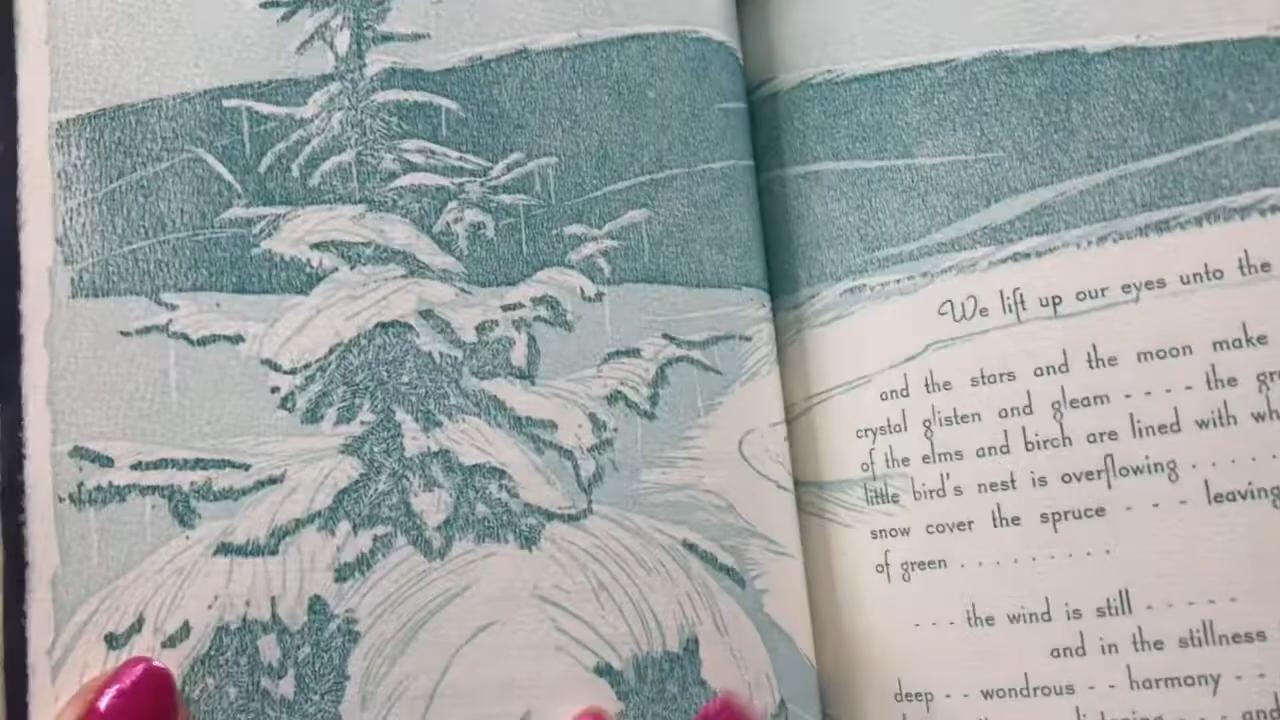 We lift up our eyes unto the
and the stars and the moon make
crystal glisten and gleam - - - - the
of the elms and birch are lined with
little bird's nest is overflowing . . . . .
snow cover the spruce - - - leaving
of green . . . . . . . .
- - - the wind is still - - - - -
and in the stillness
deep - - wondrous - - harmony - -